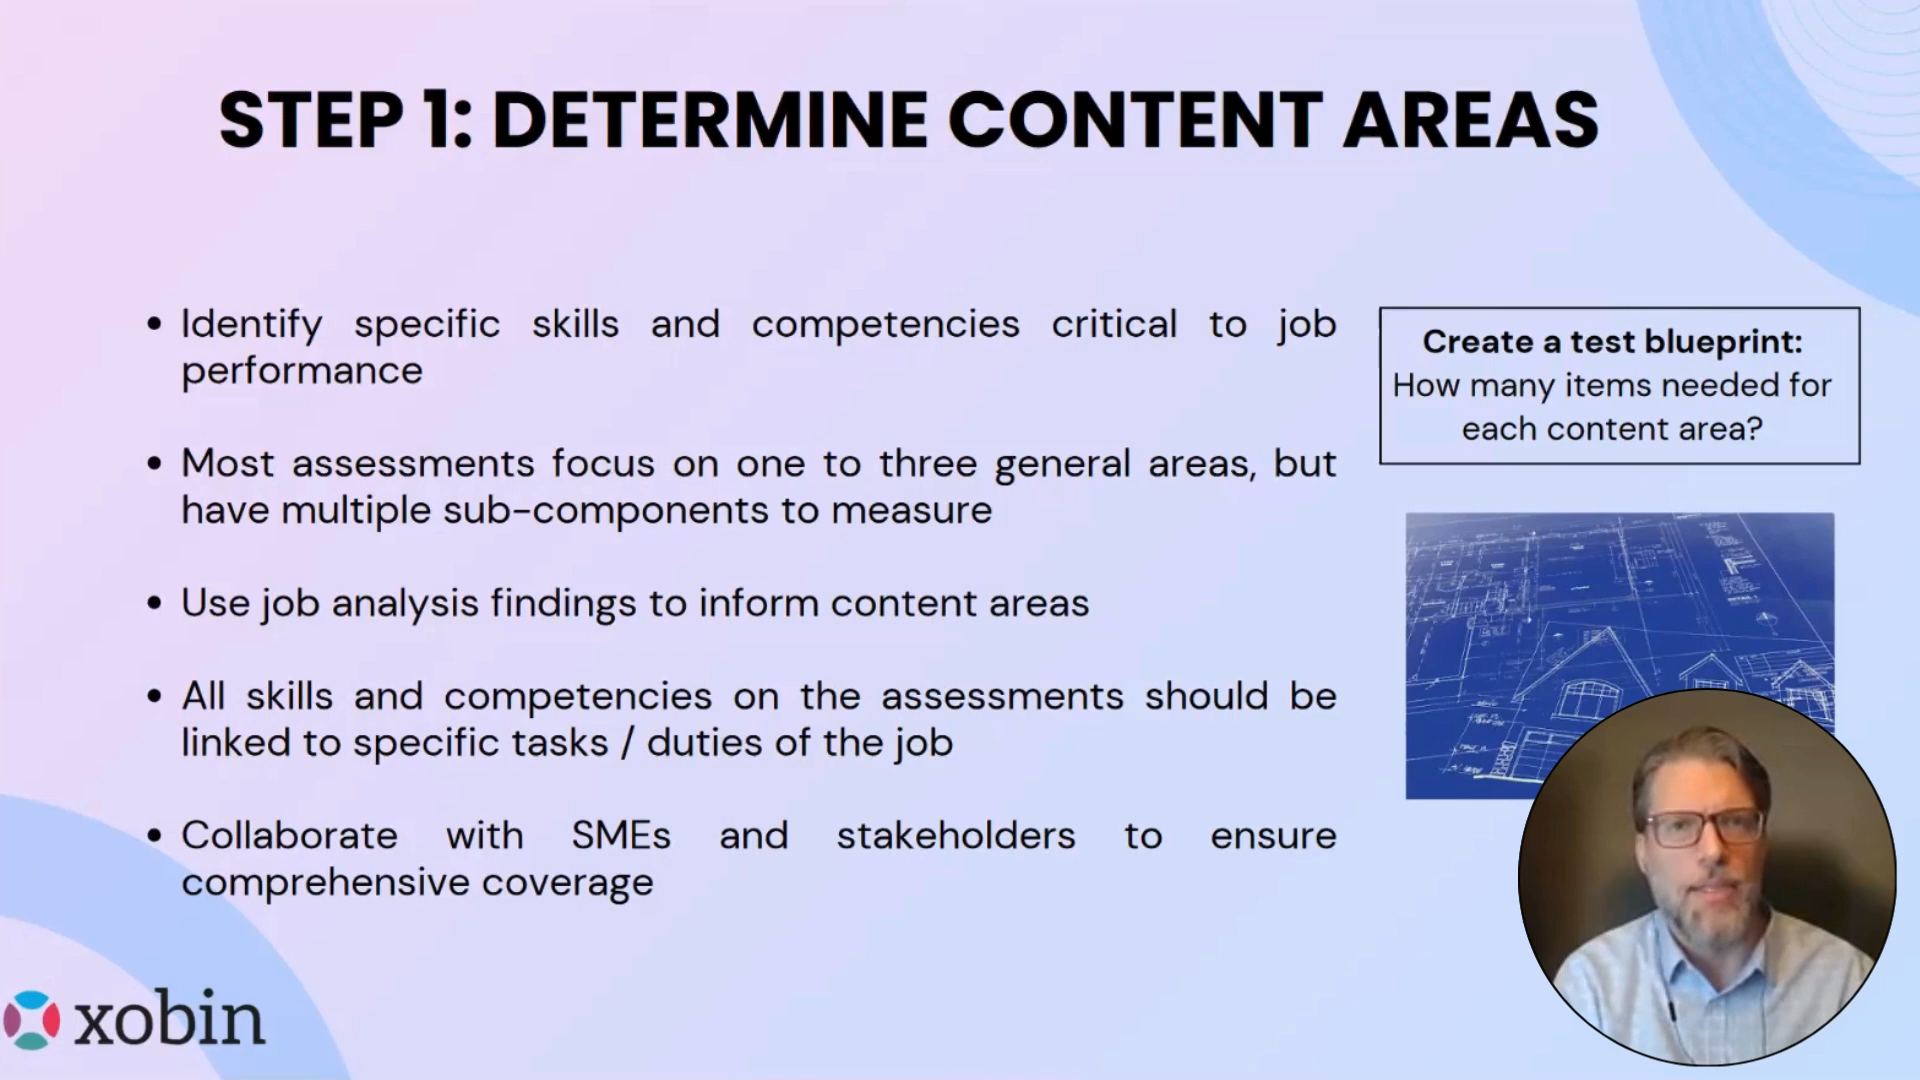 STEP 1: DETERMINE CONTENT AREAS
• Identify specific skills and competencies critical to job
performance
• Most assessments focus on one to three general areas, but
have multiple sub-components to measure
• Use job analysis findings to inform content areas
• All skills and competencies on the assessments should be
linked to specific tasks / duties of the job
• Collaborate with SMEs and stakeholders to ensure
comprehensive coverage
Create a test blueprint:
How many items needed for
each content area?
xobin